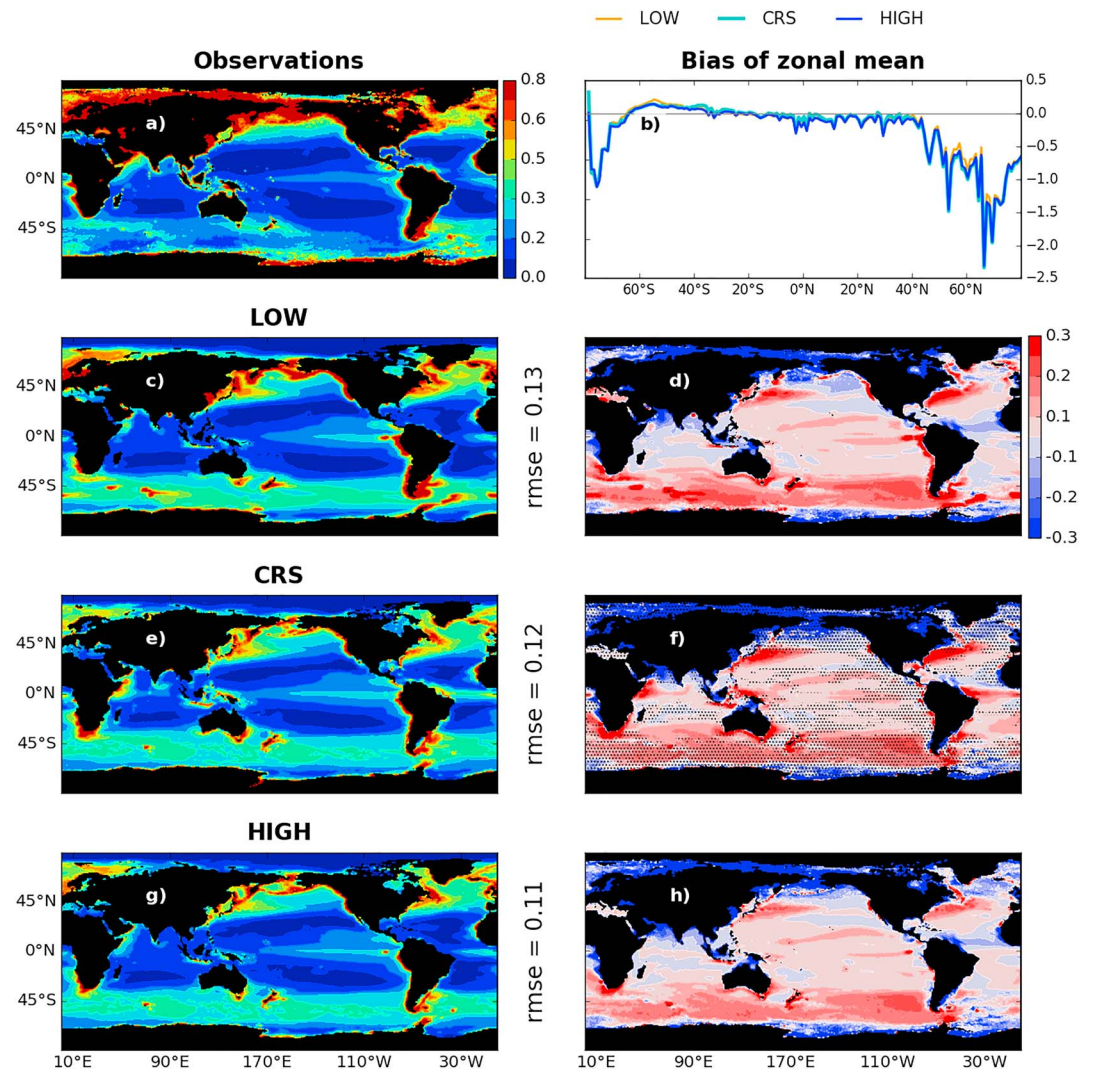 LOW CRS HIGH
Observations
Bias of zonal mean
a)
45°N
0°N
45°S
0.8
0.6
0.5
0.3
0.2
0.0
b)
0.5
0.0
−0.5
−1.0
−1.5
−2.0
−2.5
60°S 40°S 20°S 0°N 20°N 40°N 60°N
LOW
c)
45°N
0°N
45°S
rmse = 0.13
d)
0.3
0.2
0.1
-0.1
-0.2
-0.3
CRS
e)
45°N
0°N
45°S
rmse = 0.12
f)
HIGH
g)
45°N
0°N
45°S
rmse = 0.11
h)
10°E 90°E 170°E 110°W 30°W
10°E 90°E 170°E 110°W 30°W